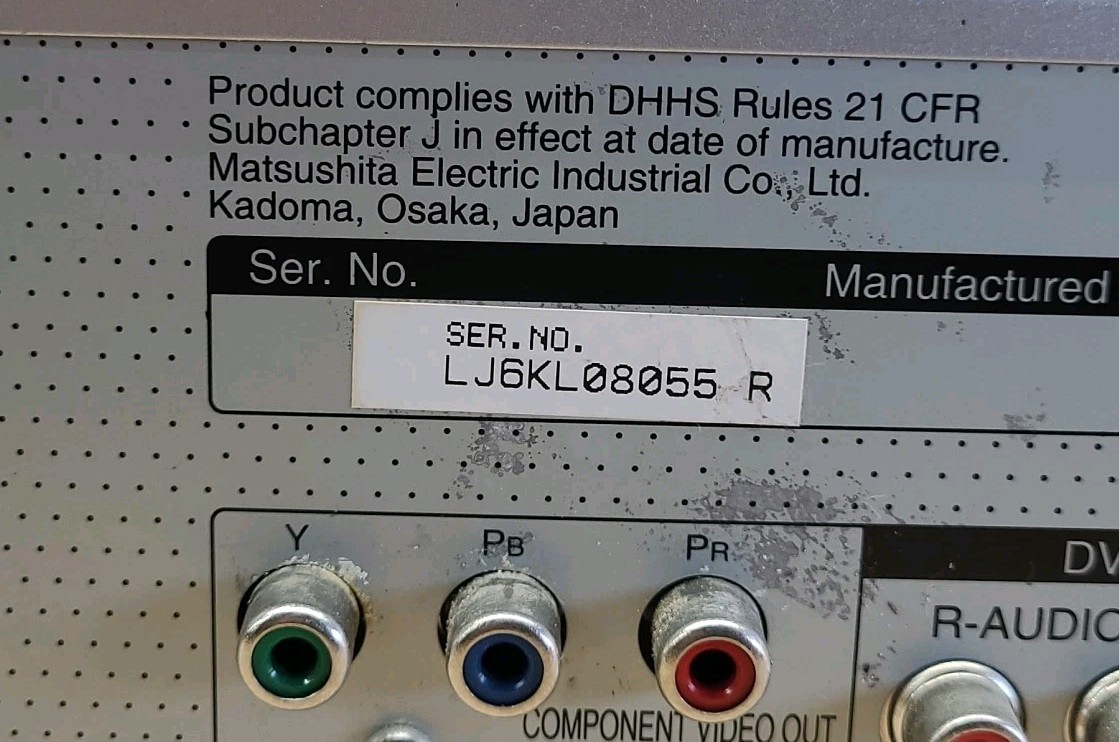 Product complies with DHHS Rules 21 CFR
Subchapter J in effect at date of manufacture.
Matsushita Electric Industrial Co., Ltd.
Kadoma, Osaka, Japan
Ser. No. Manufactured
SER.NO.
LJ6KL08055 R
Y PB PR
DV
R-AUDIO
COMPONENT VIDEO OUT